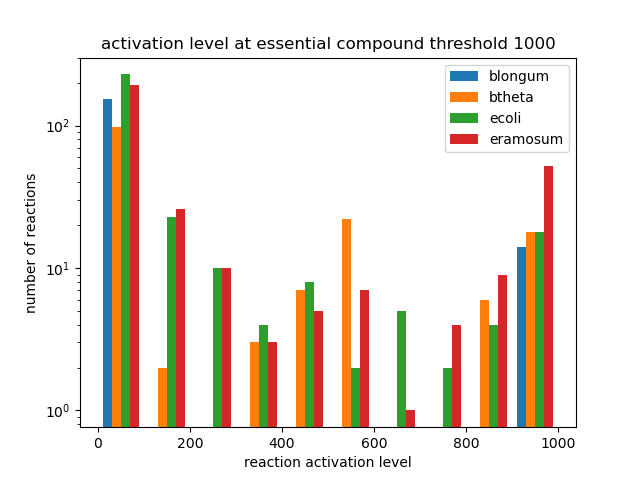 activation level at essential compound threshold 1000
blongum
btheta
ecoli
eramosum
number of reactions
10²
10¹
10⁰
0 200 400 600 800 1000
reaction activation level